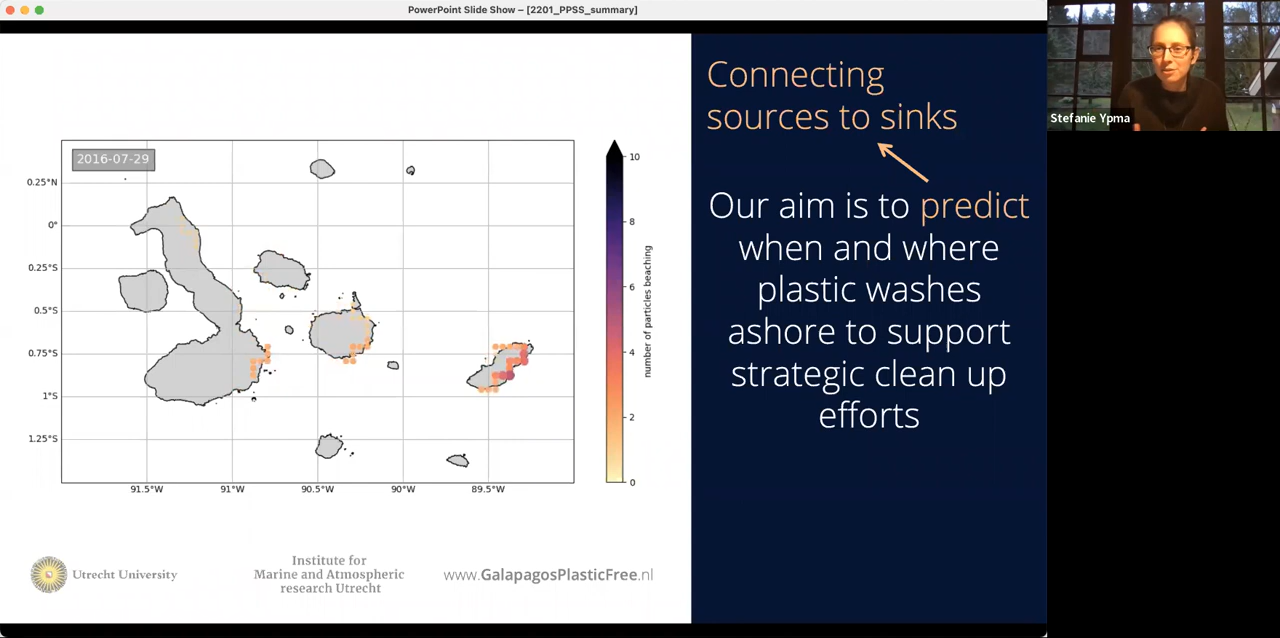 PowerPoint Slide Show – [2201_PPSS_summary]
Connecting
sources to sinks
Our aim is to predict
when and where
plastic washes
ashore to support
strategic clean up
efforts
Stefanie Ypma
2016-07-29
0.25°N
0°
0.25°S
0.5°S
0.75°S
1°S
1.25°S
91.5°W
91°W
90.5°W
90°W
89.5°W
10
8
6
4
2
0
number of particles beaching
Utrecht University
Institute for
Marine and Atmospheric
research Utrecht
www.GalapagosPlasticFree.nl